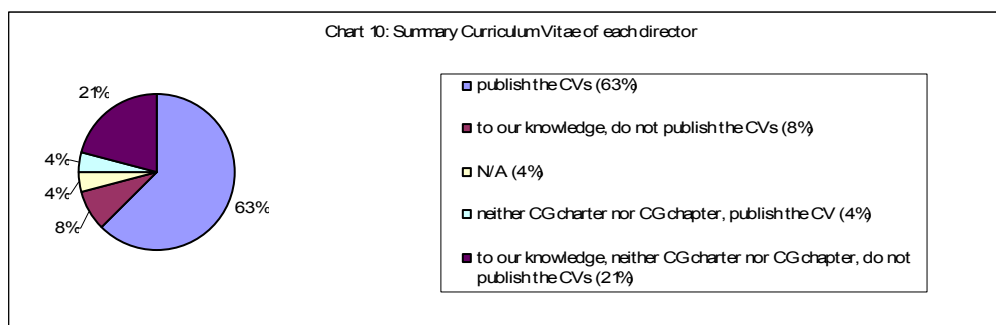 Chart 10: Summary Curriculum Vitae of each director
21%
4%
4%
8%
63%
publish the CVs (63%)
to our knowledge, do not publish the CVs (8%)
N/A (4%)
neither CG charter nor CG chapter, publish the CV (4%)
to our knowledge, neither CG charter nor CG chapter, do not
publish the CVs (21%)